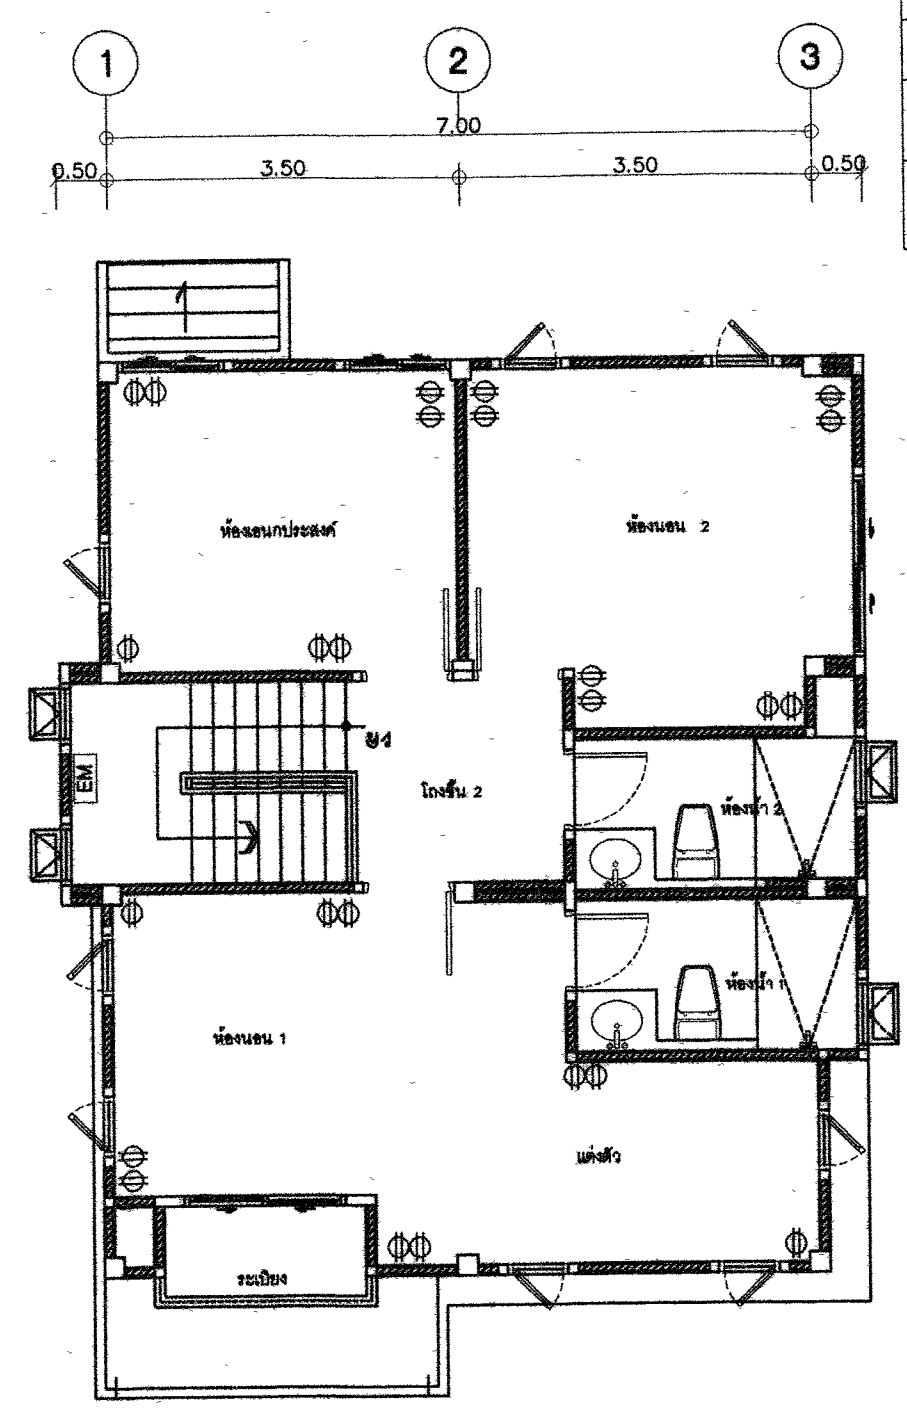 1 2 3
7.00
0.50 3.50 3.50 0.50
ห้องเอนกประสงค์
ห้องนอน 2
ลง
EM
โถงชั้น 2
ห้องน้ำ 2
ห้องน้ำ 1
ห้องนอน 1
แต่งตัว
ระเบียง